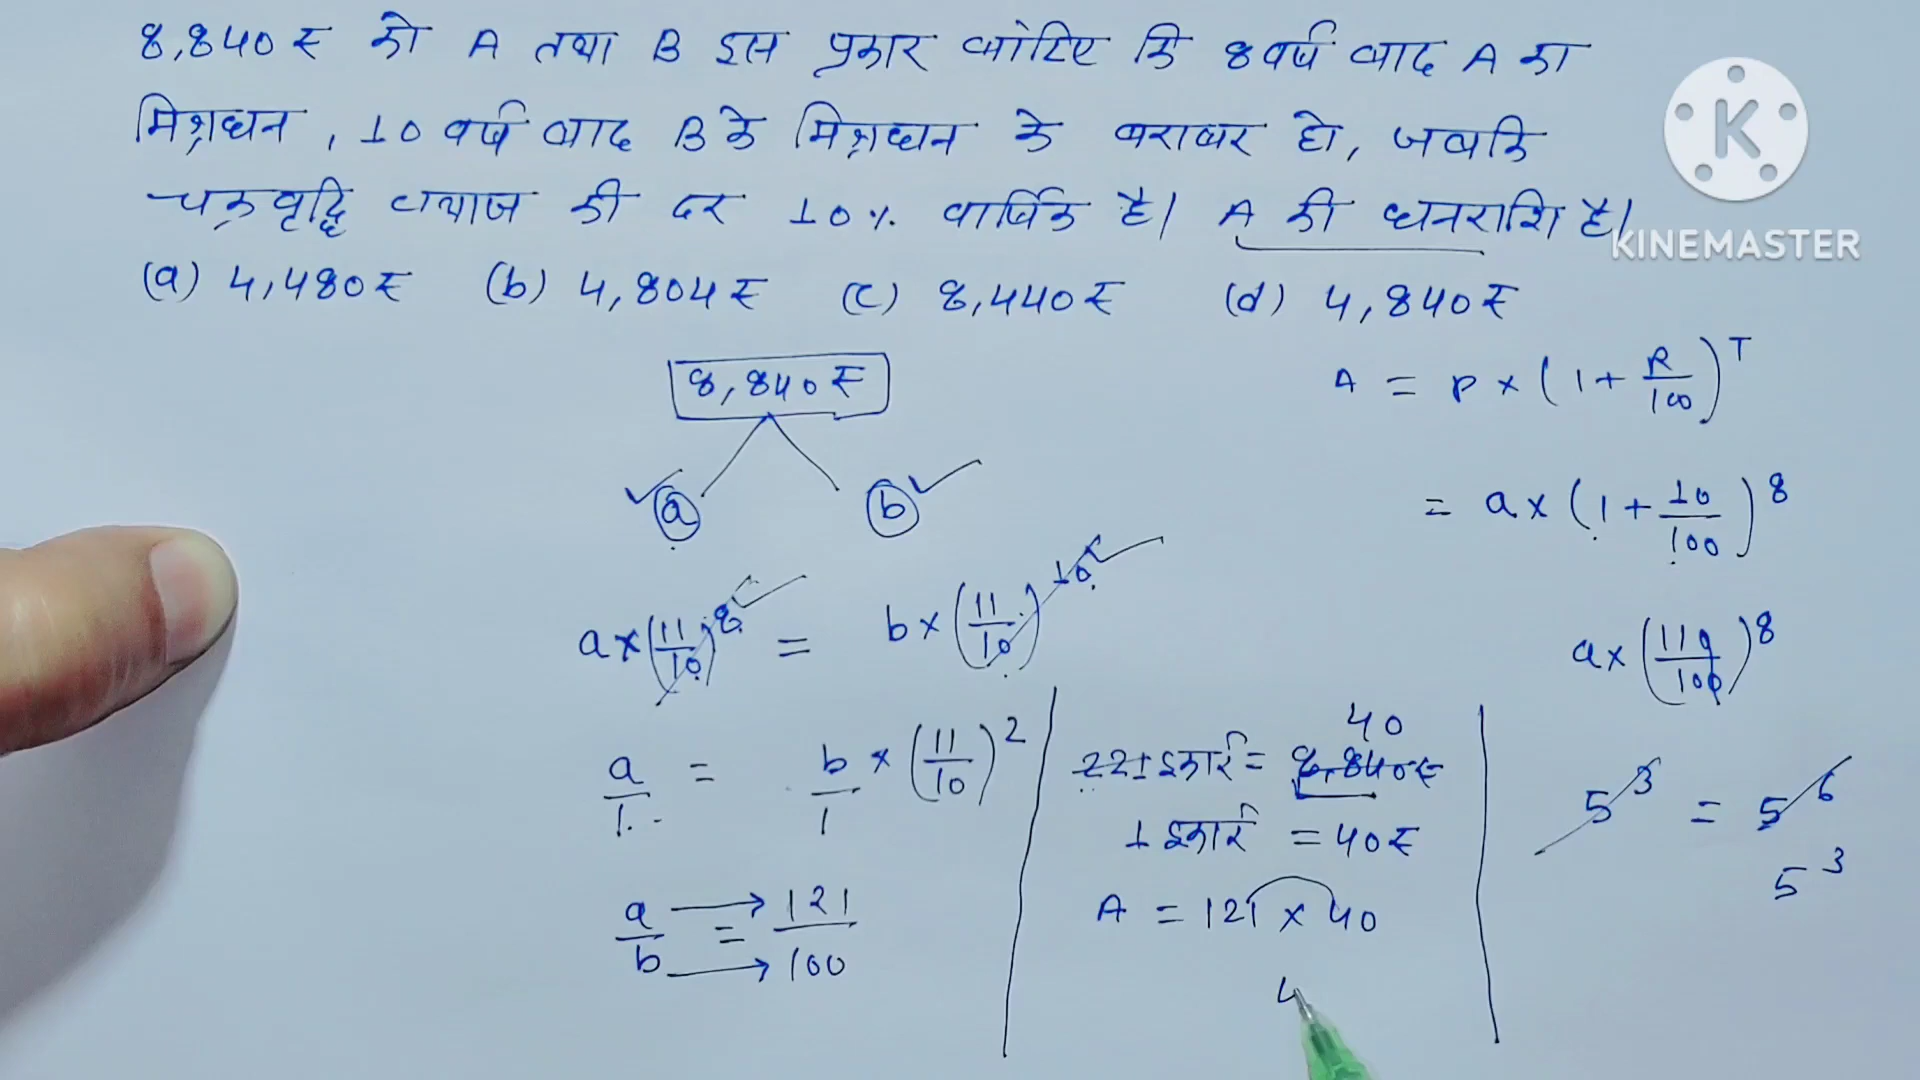 8,840₹ को A तथा B इस प्रकार बांटिए कि 8 वर्ष बाद A का
मिश्रधन, 10 वर्ष बाद B के मिश्रधन के बराबर हो, जबकि
चक्रवृद्धि ब्याज की दर 10% वार्षिक है। A की धनराशि है।
(a) 4,480₹ (b) 4,804₹ (c) 8,440₹ (d) 4,840₹
K
KINEMASTER
8,840₹
a b
a × (11/10)^8 = b × (11/10)^10
a/1 = b/1 × (11/10)^2
a/b = 121/100
40
221 इकाई = 8,840₹
1 इकाई = 40₹
A = 121 × 40
4
A = P × (1 + R/100)^T
= a × (1 + 10/100)^8
a × (110/100)^8
5^3 = 5^6
5^3